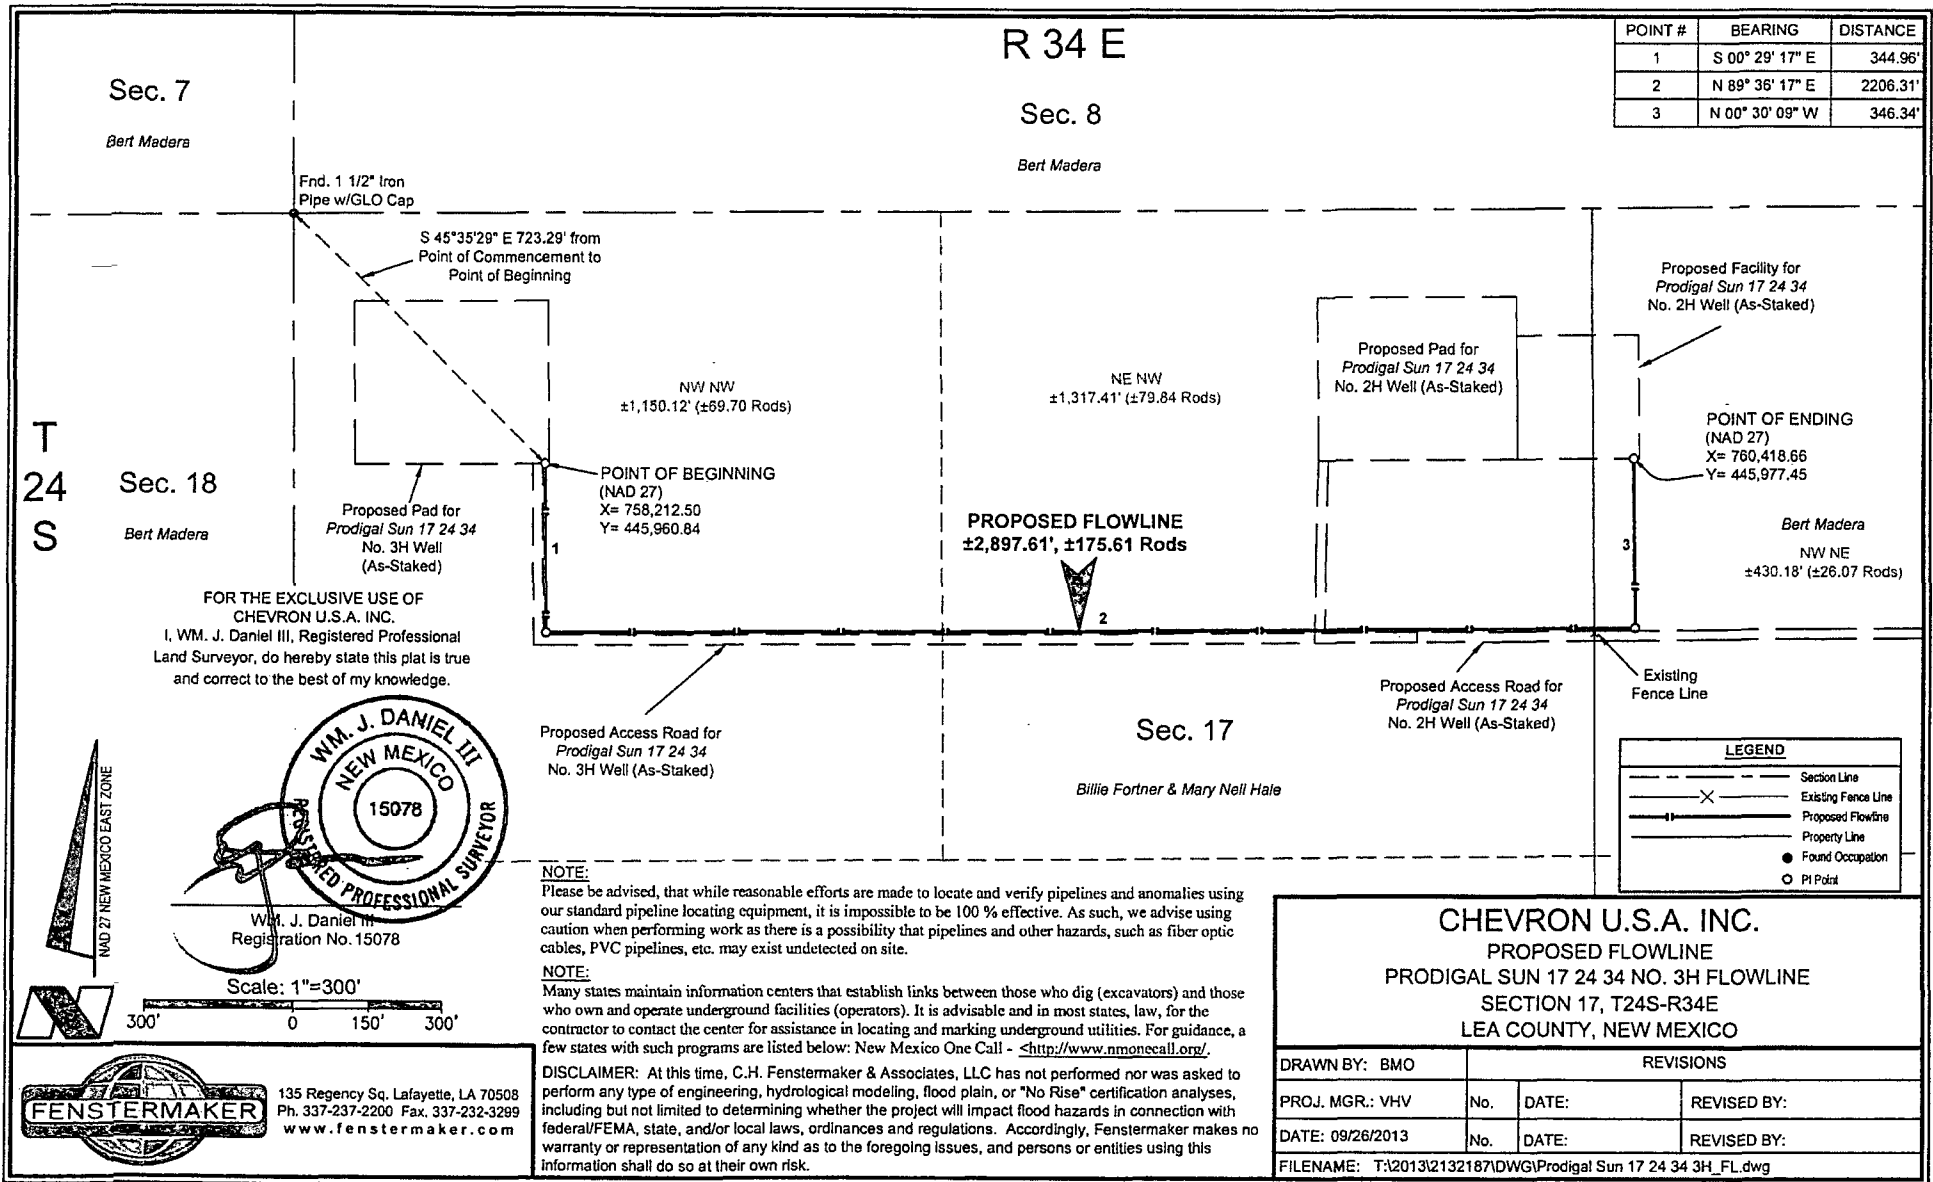 R 34 E
POINT # BEARING DISTANCE
1 S 00° 29' 17" E 344.96'
2 N 89° 36' 17" E 2206.31'
3 N 00° 30' 09" W 346.34'
Sec. 7
Bert Madera
Sec. 8
Bert Madera
Fnd. 1 1/2" Iron
Pipe w/GLO Cap
S 45°35'29" E 723.29' from
Point of Commencement to
Point of Beginning
Proposed Facility for
Prodigal Sun 17 24 34
No. 2H Well (As-Staked)
Proposed Pad for
Prodigal Sun 17 24 34
No. 2H Well (As-Staked)
NW NW
±1,150.12' (±69.70 Rods)
NE NW
±1,317.41' (±79.84 Rods)
POINT OF ENDING
(NAD 27)
X= 760,418.66
Y= 445,977.45
T
24
S
Sec. 18
Bert Madera
POINT OF BEGINNING
(NAD 27)
X= 758,212.50
Y= 445,960.84
Proposed Pad for
Prodigal Sun 17 24 34
No. 3H Well
(As-Staked)
1
PROPOSED FLOWLINE
±2,897.61', ±175.61 Rods
2
3
Bert Madera
NW NE
±430.18' (±26.07 Rods)
FOR THE EXCLUSIVE USE OF
CHEVRON U.S.A. INC.
I, WM. J. Daniel III, Registered Professional
Land Surveyor, do hereby state this plat is true
and correct to the best of my knowledge.
Existing
Fence Line
Proposed Access Road for
Prodigal Sun 17 24 34
No. 2H Well (As-Staked)
Proposed Access Road for
Prodigal Sun 17 24 34
No. 3H Well (As-Staked)
Sec. 17
Billie Fortner & Mary Nell Hale
LEGEND
Section Line
Existing Fence Line
Proposed Flowline
Property Line
Found Occupation
PI Point
WM. J. DANIEL III
NEW MEXICO
15078
REGISTERED PROFESSIONAL SURVEYOR
WM. J. Daniel III
Registration No. 15078
NAD 27 NEW MEXICO EAST ZONE
Scale: 1"=300'
300' 0 150' 300'
NOTE:
Please be advised, that while reasonable efforts are made to locate and verify pipelines and anomalies using
our standard pipeline locating equipment, it is impossible to be 100 % effective. As such, we advise using
caution when performing work as there is a possibility that pipelines and other hazards, such as fiber optic
cables, PVC pipelines, etc. may exist undetected on site.
NOTE:
Many states maintain information centers that establish links between those who dig (excavators) and those
who own and operate underground facilities (operators). It is advisable and in most states, law, for the
contractor to contact the center for assistance in locating and marking underground utilities. For guidance, a
few states with such programs are listed below: New Mexico One Call - <http://www.nmonecall.org/.
DISCLAIMER: At this time, C.H. Fenstermaker & Associates, LLC has not performed nor was asked to
perform any type of engineering, hydrological modeling, flood plain, or "No Rise" certification analyses,
including but not limited to determining whether the project will impact flood hazards in connection with
federal/FEMA, state, and/or local laws, ordinances and regulations. Accordingly, Fenstermaker makes no
warranty or representation of any kind as to the foregoing issues, and persons or entities using this
information shall do so at their own risk.
FENSTERMAKER
135 Regency Sq. Lafayette, LA 70508
Ph. 337-237-2200 Fax. 337-232-3299
www.fenstermaker.com
CHEVRON U.S.A. INC.
PROPOSED FLOWLINE
PRODIGAL SUN 17 24 34 NO. 3H FLOWLINE
SECTION 17, T24S-R34E
LEA COUNTY, NEW MEXICO
DRAWN BY: BMO REVISIONS
PROJ. MGR.: VHV No. DATE: REVISED BY:
DATE: 09/26/2013 No. DATE: REVISED BY:
FILENAME: T:\2013\2132187\DWG\Prodigal Sun 17 24 34 3H_FL.dwg